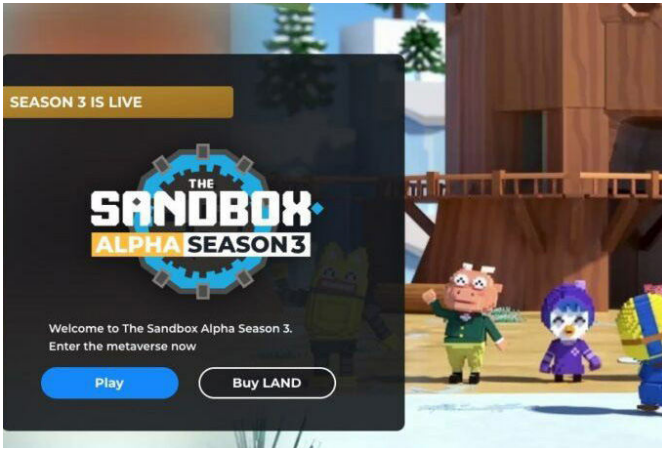 SEASON 3 IS LIVE
THE
SANDBOX
ALPHA SEASON 3
Welcome to The Sandbox Alpha Season 3.
Enter the metaverse now
Play
Buy LAND